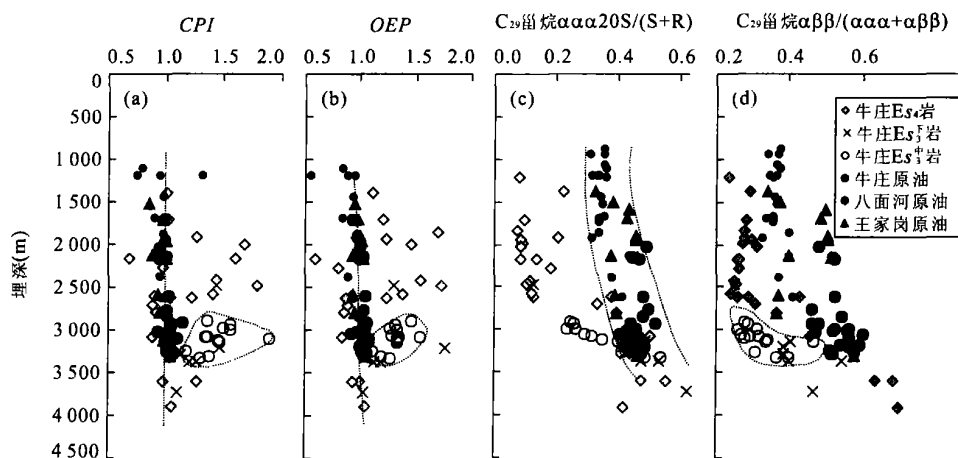 CPI
OEP
C₂₉甾烷ααα20S/(S+R)
C₂₉甾烷αββ/(ααα+αββ)
0.5 1.0 1.5 2.0
0.5 1.0 1.5 2.0
0 0.2 0.4 0.6
0.2 0.4 0.6
埋深(m)
0
500
1 000
1 500
2 000
2 500
3 000
3 500
4 000
4 500
(a)
(b)
(c)
(d)
牛庄Es₄岩
牛庄Es₃下岩
牛庄Es₃中岩
牛庄原油
八面河原油
王家岗原油